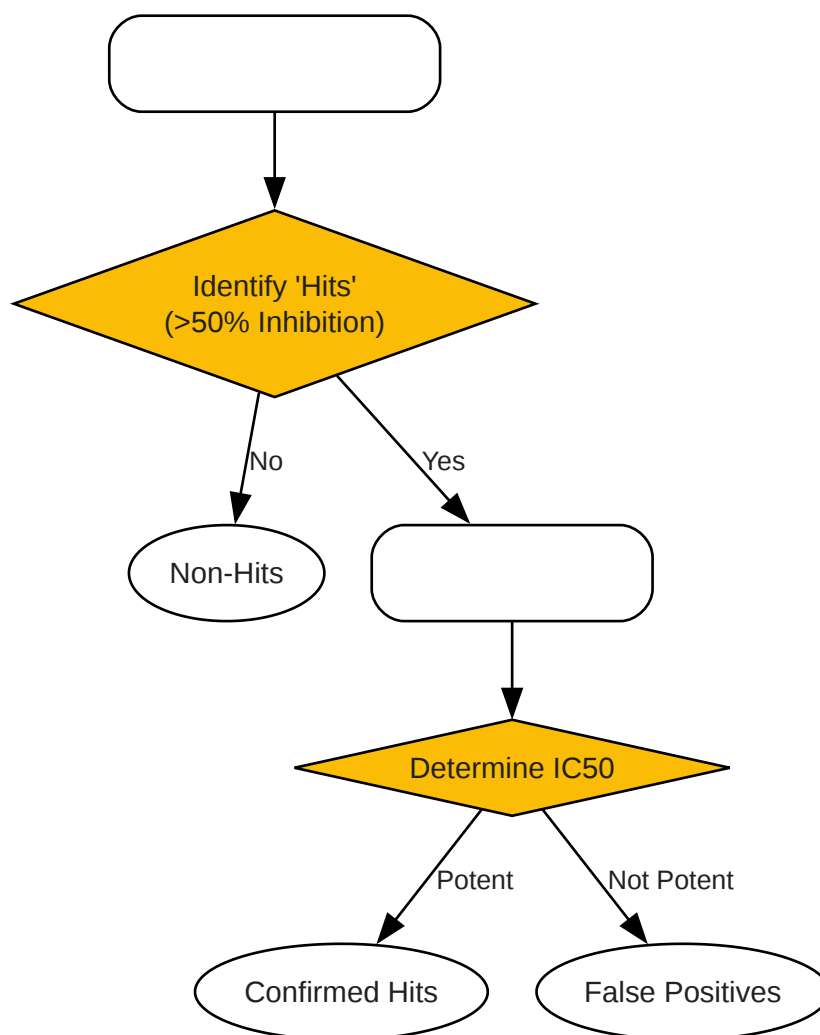 Identify 'Hits'
(>50% Inhibition)
No
Yes
Non-Hits
Determine IC50
Potent
Not Potent
Confirmed Hits
False Positives